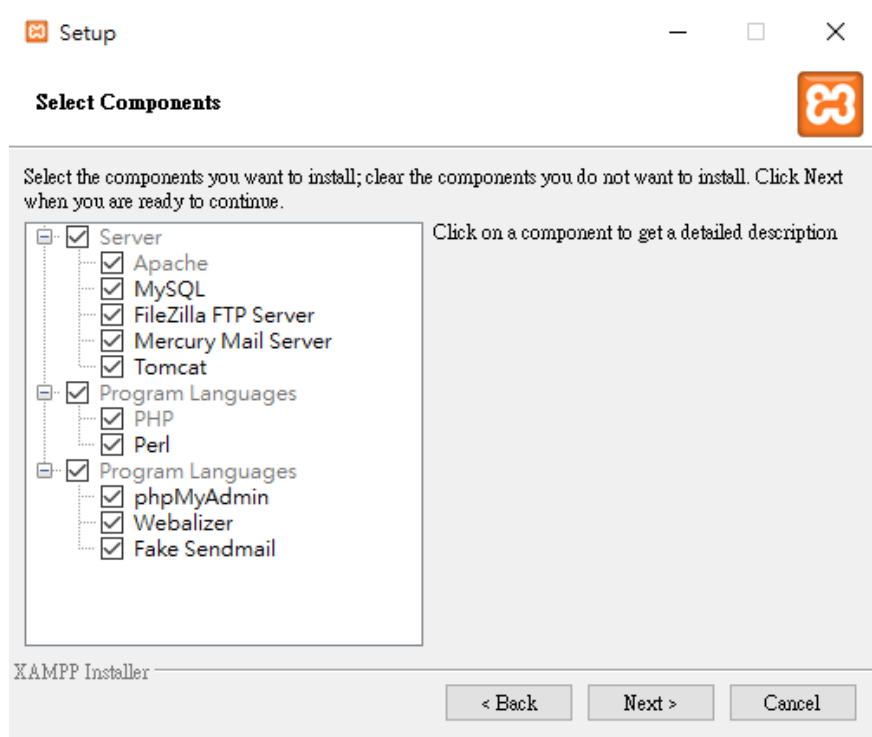 Setup
Select Components
Select the components you want to install; clear the components you do not want to install. Click Next
when you are ready to continue.
Server
Apache
MySQL
FileZilla FTP Server
Mercury Mail Server
Tomcat
Program Languages
PHP
Perl
Program Languages
phpMyAdmin
Webalizer
Fake Sendmail
Click on a component to get a detailed description
XAMPP Installer
< Back
Next >
Cancel